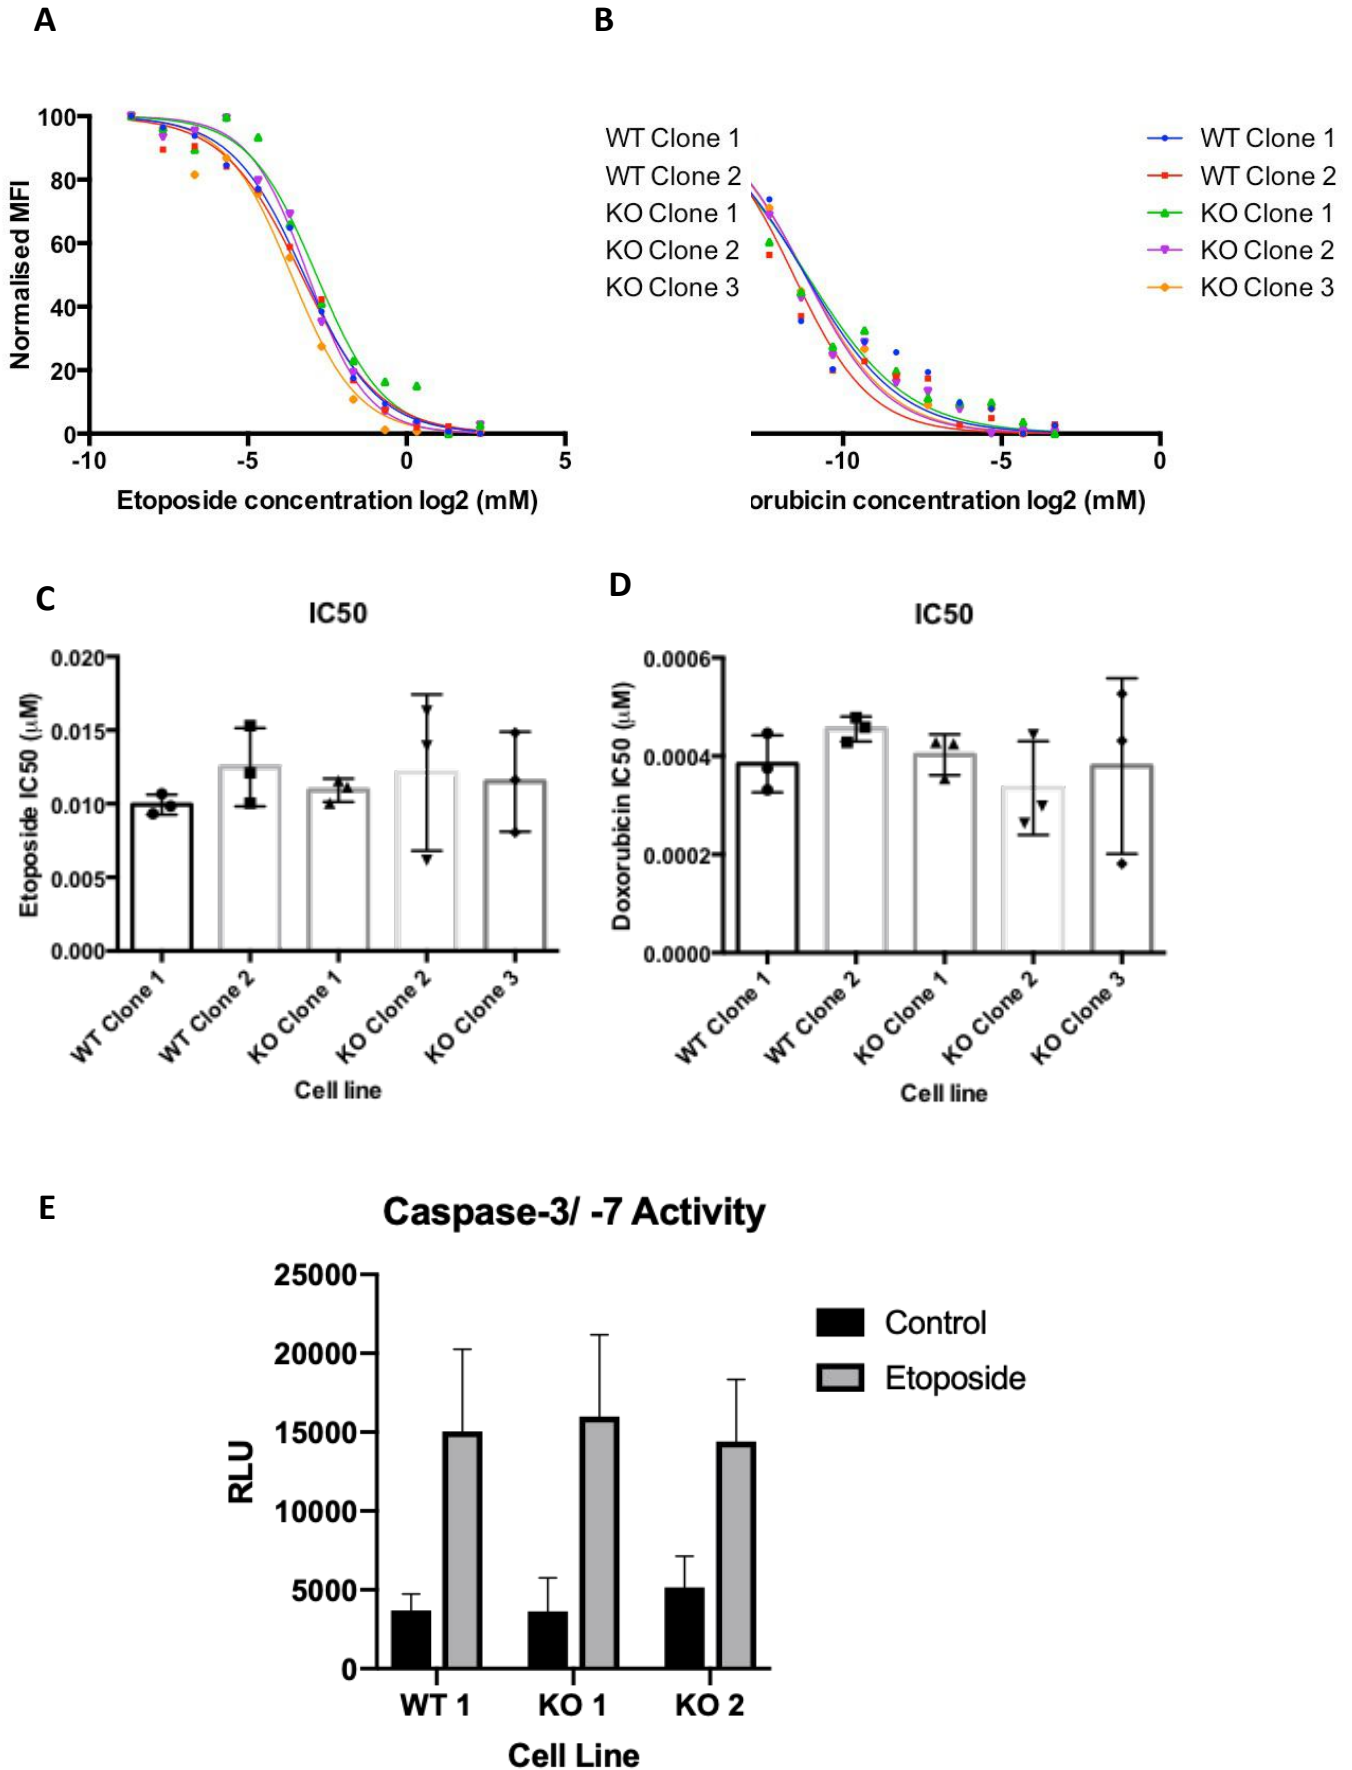 A
B
100
80
60
40
20
0
-10
-5
0
5
Normalised MFI
Etoposide concentration log2 (mM)
WT Clone 1
WT Clone 2
KO Clone 1
KO Clone 2
KO Clone 3
-10
-5
0
orubicin concentration log2 (mM)
WT Clone 1
WT Clone 2
KO Clone 1
KO Clone 2
KO Clone 3
C
IC50
0.020
0.015
0.010
0.005
0.000
Etoposide IC50 (μM)
WT Clone 1
WT Clone 2
KO Clone 1
KO Clone 2
KO Clone 3
Cell line
D
IC50
0.0006
0.0004
0.0002
0.0000
Doxorubicin IC50 (μM)
WT Clone 1
WT Clone 2
KO Clone 1
KO Clone 2
KO Clone 3
Cell line
E
Caspase-3/ -7 Activity
25000
20000
15000
10000
5000
0
RLU
WT 1
KO 1
KO 2
Cell Line
Control
Etoposide